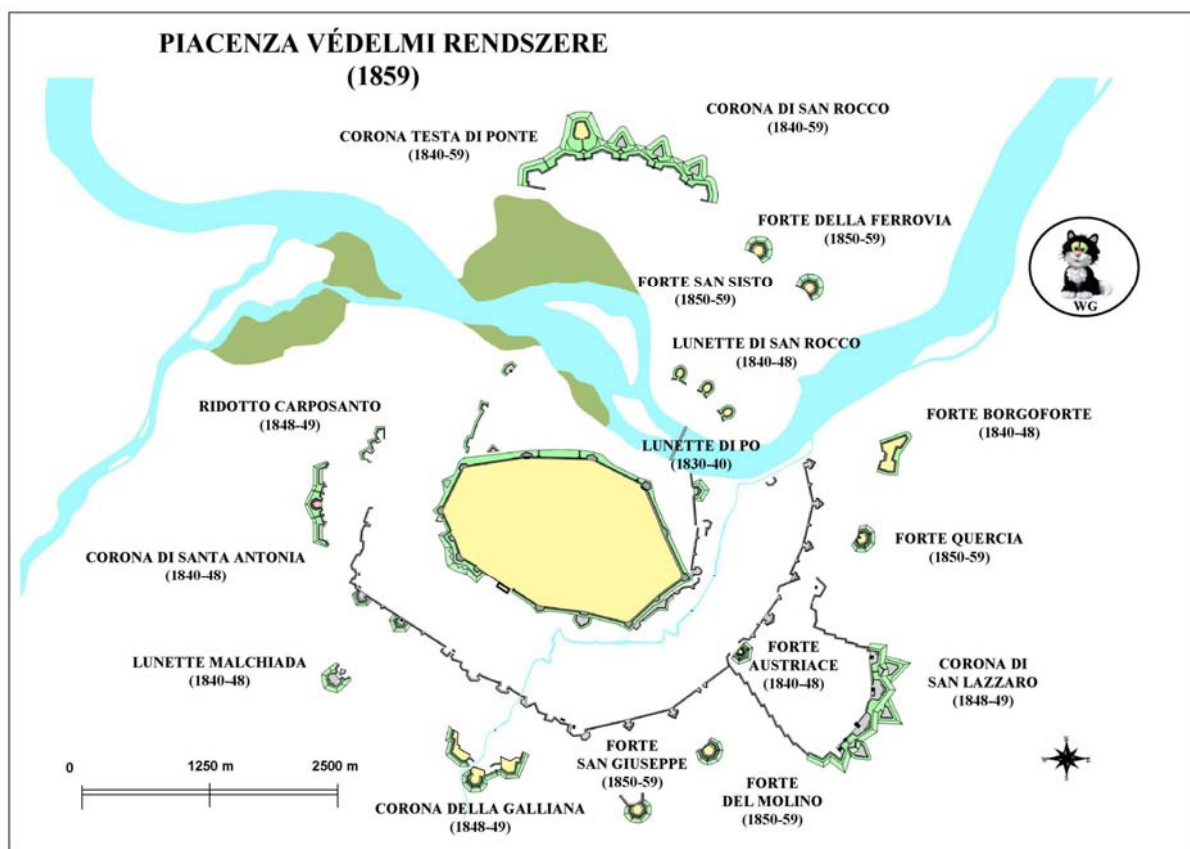 PIACENZA VÉDELMI RENDSZERE
(1859)
CORONA DI SAN ROCCO
(1840-59)
CORONA TESTA DI PONTE
(1840-59)
FORTE DELLA FERROVIA
(1850-59)
FORTE SAN SISTO
(1850-59)
WG
LUNETTE DI SAN ROCCO
(1840-48)
RIDOTTO CARPOSANTO
(1848-49)
FORTE BORGOFORTE
(1840-48)
LUNETTE DI PO
(1830-40)
CORONA DI SANTA ANTONIA
(1840-48)
FORTE QUERCIA
(1850-59)
LUNETTE MALCHIADA
(1840-48)
FORTE
AUSTRIACE
(1840-48)
CORONA DI
SAN LAZZARO
(1848-49)
0
1250 m
2500 m
FORTE
SAN GIUSEPPE
(1850-59)
FORTE
DEL MOLINO
(1850-59)
CORONA DELLA GALLIANA
(1848-49)